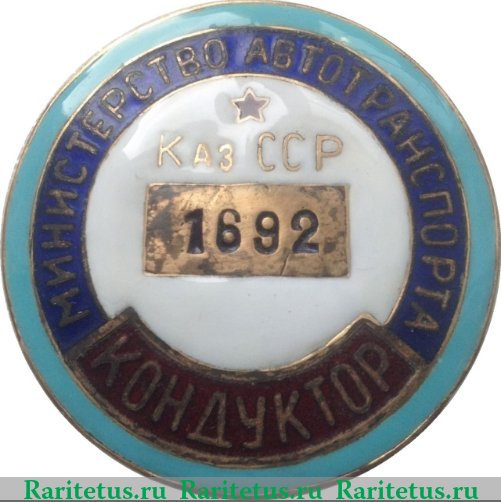 МИНИСТЕРСТВО АВТОТРАНСПОРТА
КАЗ ССР
1692
КОНДУКТОР
Raritetus.ru Raritetus.ru Raritetus.ru